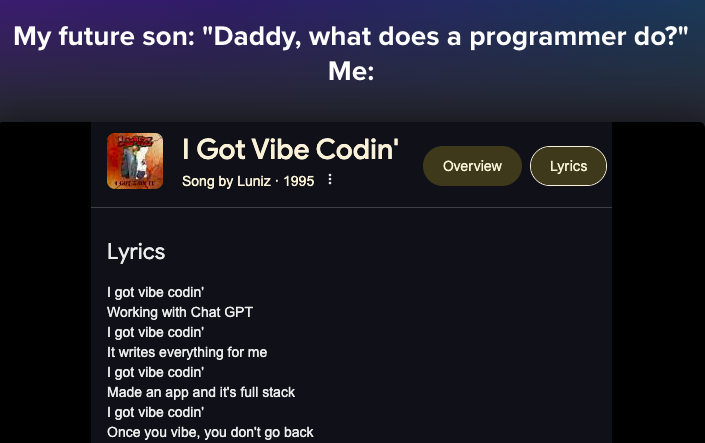 My future son: "Daddy, what does a programmer do?"
Me:
I Got Vibe Codin'
Song by Luniz · 1995
Overview
Lyrics
Lyrics
I got vibe codin'
Working with Chat GPT
I got vibe codin'
It writes everything for me
I got vibe codin'
Made an app and it's full stack
I got vibe codin'
Once you vibe, you don't go back